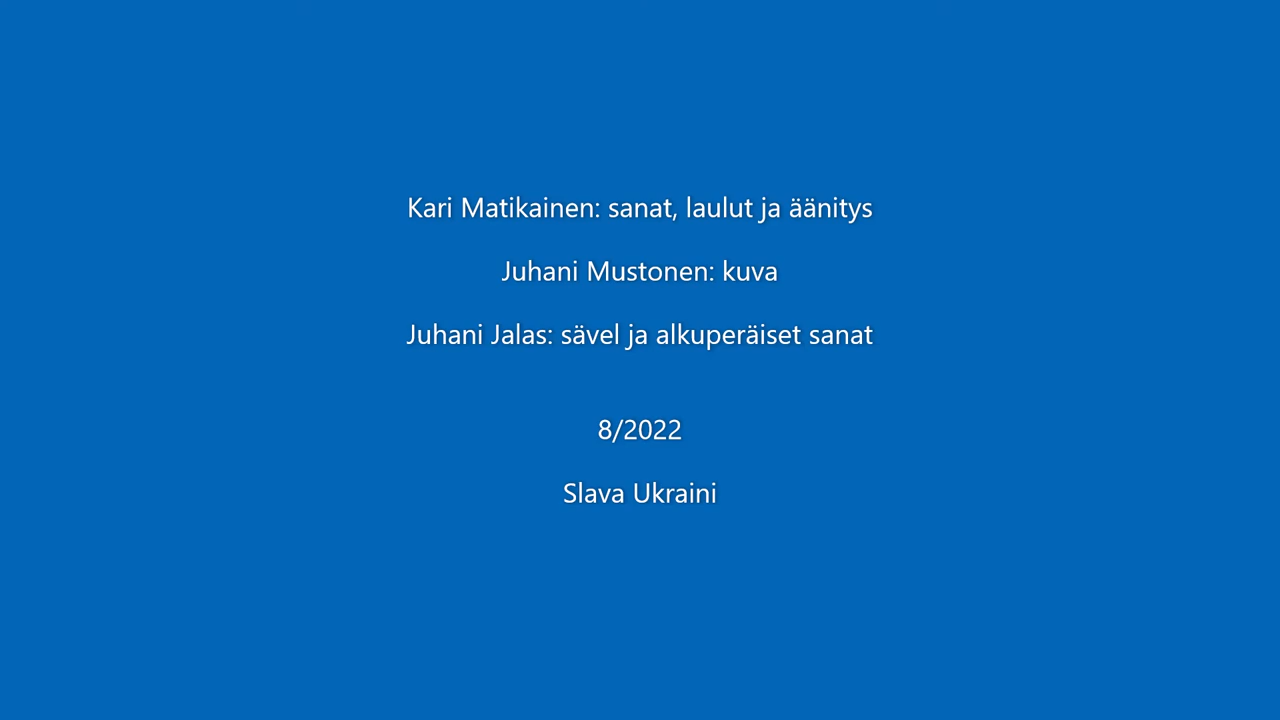 Kari Matikainen: sanat, laulut ja äänitys
Juhani Mustonen: kuva
Juhani Jalas: sävel ja alkuperäiset sanat
8/2022
Slava Ukraini